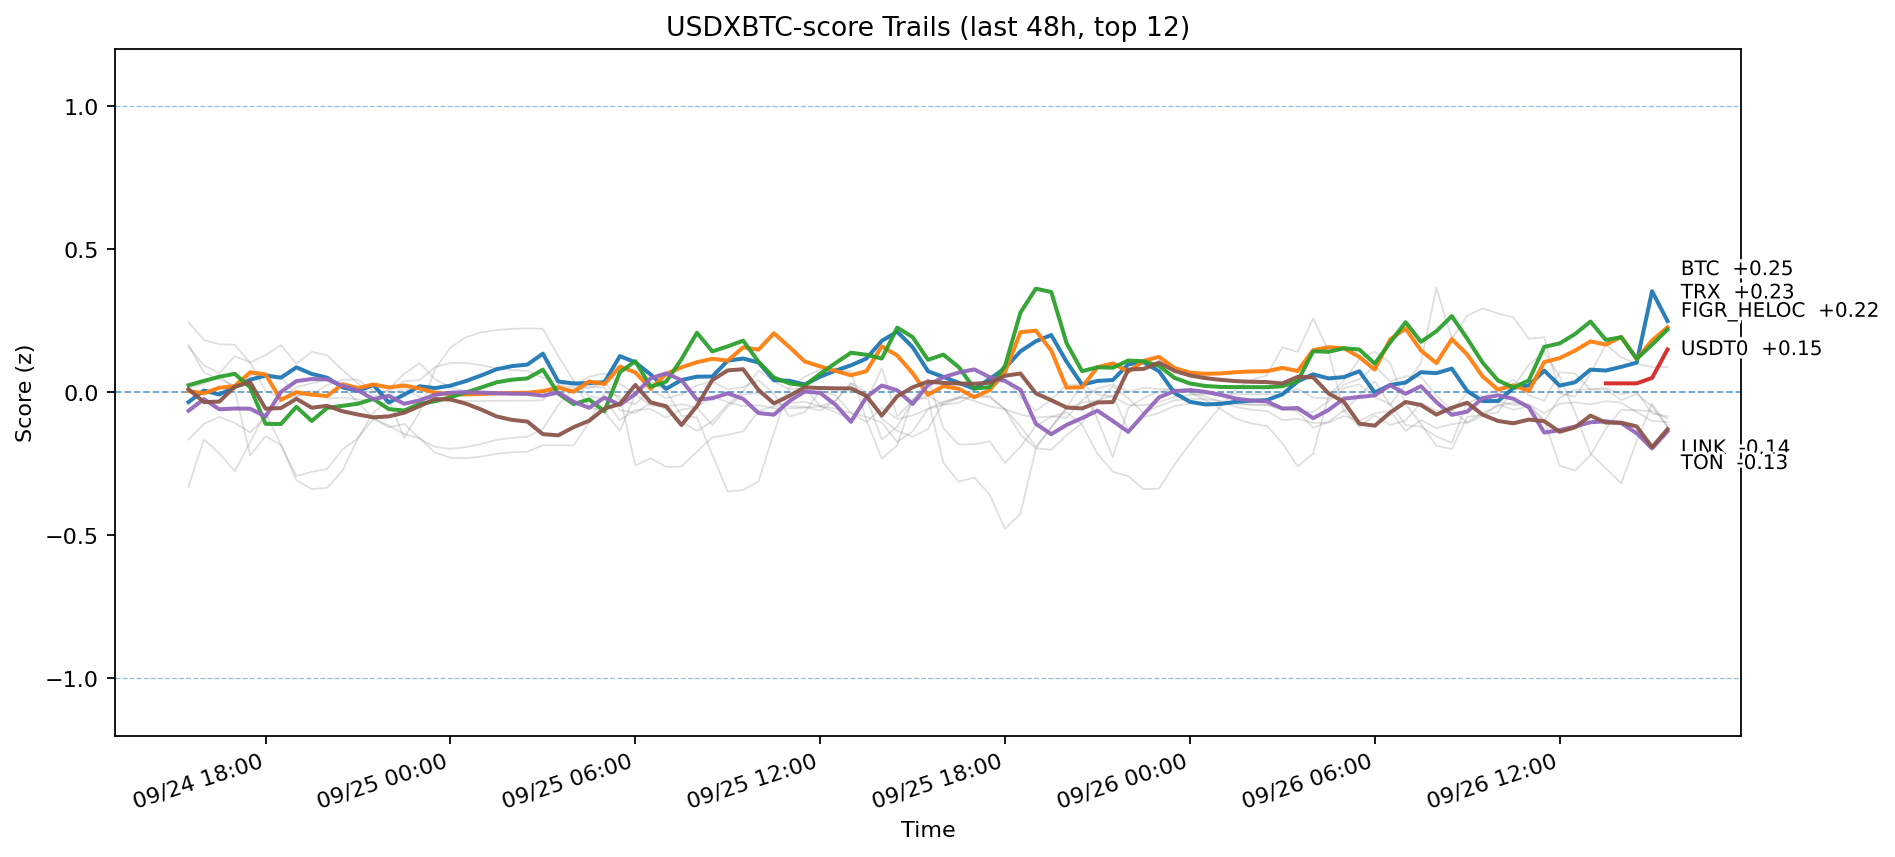 USDXBTC-score Trails (last 48h, top 12)
Score (z)
1.0
0.5
0.0
−0.5
−1.0
BTC +0.25
TRX +0.23
FIGR_HELOC +0.22
USDT0 +0.15
LINK -0.14
TON -0.13
09/24 18:00
09/25 00:00
09/25 06:00
09/25 12:00
09/25 18:00
09/26 00:00
09/26 06:00
09/26 12:00
Time